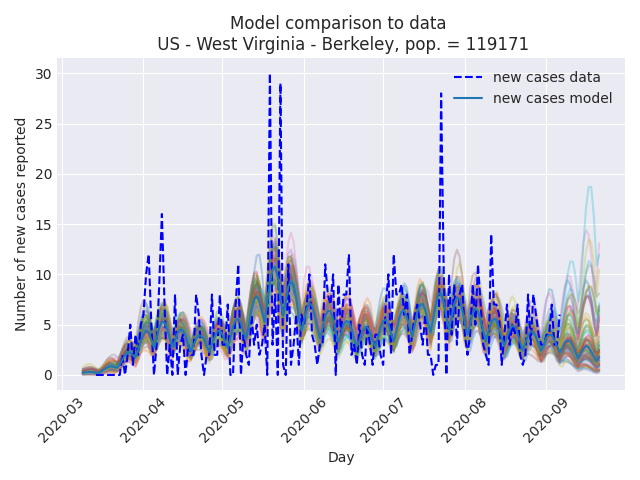 Model comparison to data
US - West Virginia - Berkeley, pop. = 119171
new cases data
new cases model
Number of new cases reported
30
25
20
15
10
5
0
2020-03
2020-04
2020-05
2020-06
2020-07
2020-08
2020-09
Day